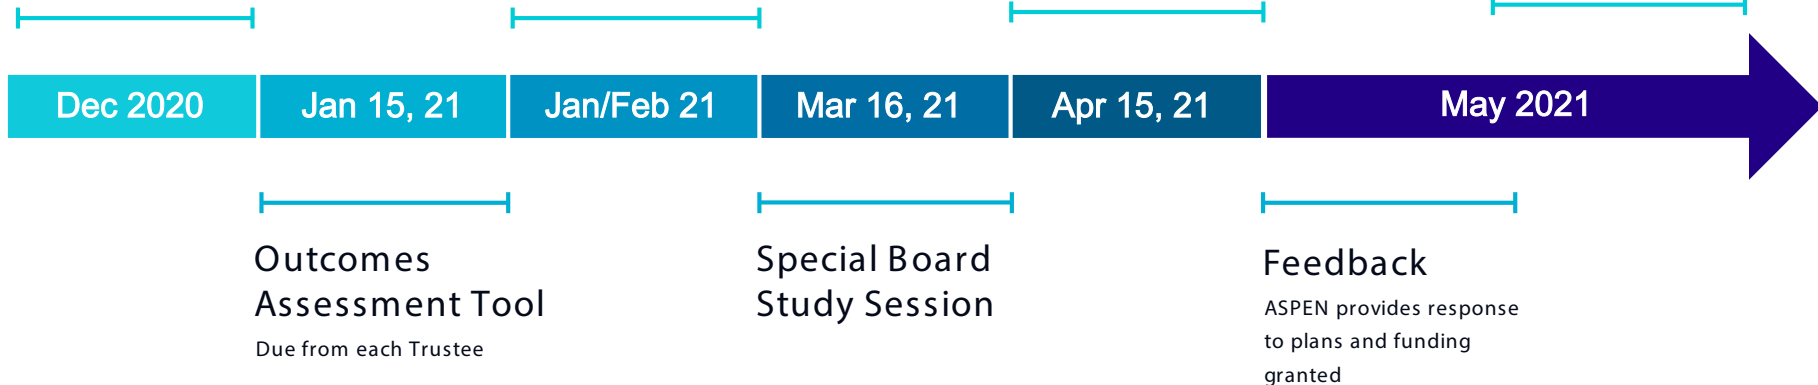 Dec 2020
Jan 15, 21
Jan/Feb 21
Mar 16, 21
Apr 15, 21
May 2021
Outcomes
Assessment Tool
Due from each Trustee
Special Board
Study Session
Feedback
ASPEN provides response
to plans and funding
granted